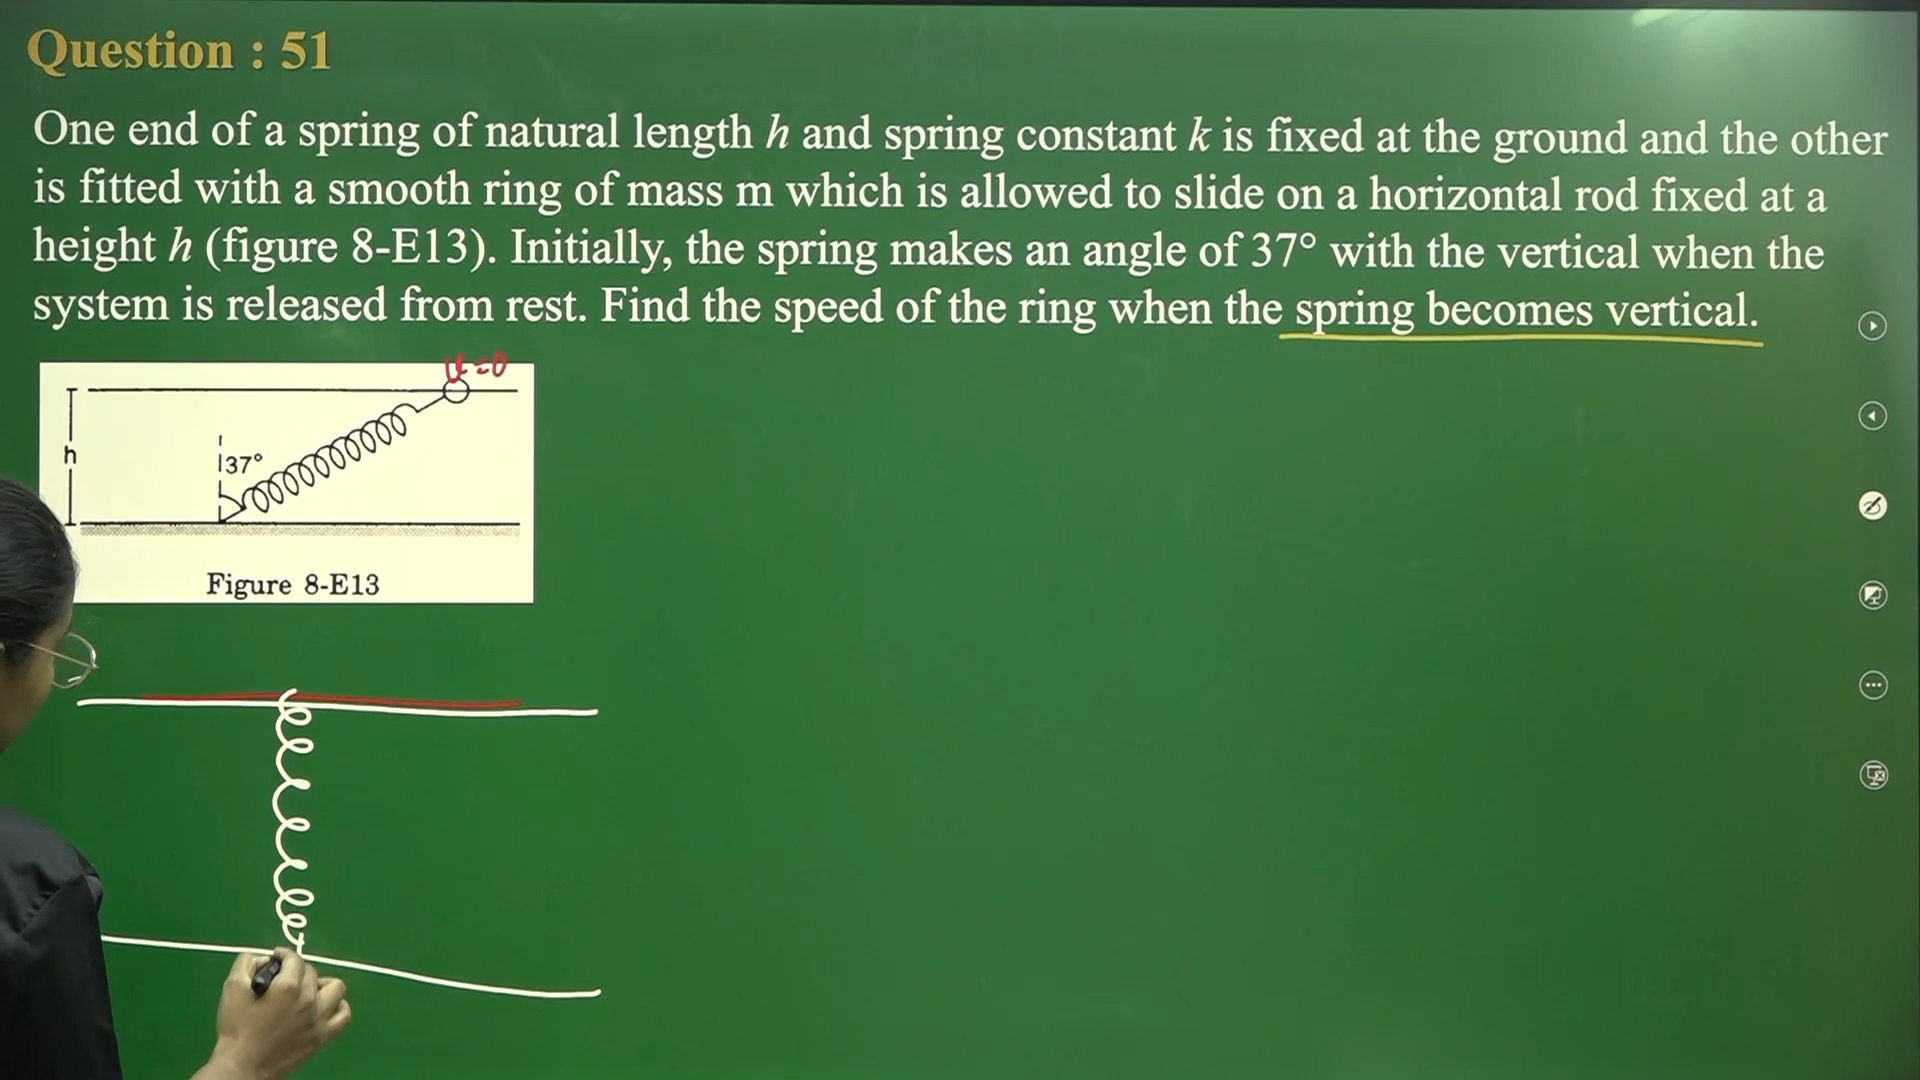 Question : 51
One end of a spring of natural length h and spring constant k is fixed at the ground and the other
is fitted with a smooth ring of mass m which is allowed to slide on a horizontal rod fixed at a
height h (figure 8-E13). Initially, the spring makes an angle of 37° with the vertical when the
system is released from rest. Find the speed of the ring when the spring becomes vertical.
u=0
h
37°
Figure 8-E13